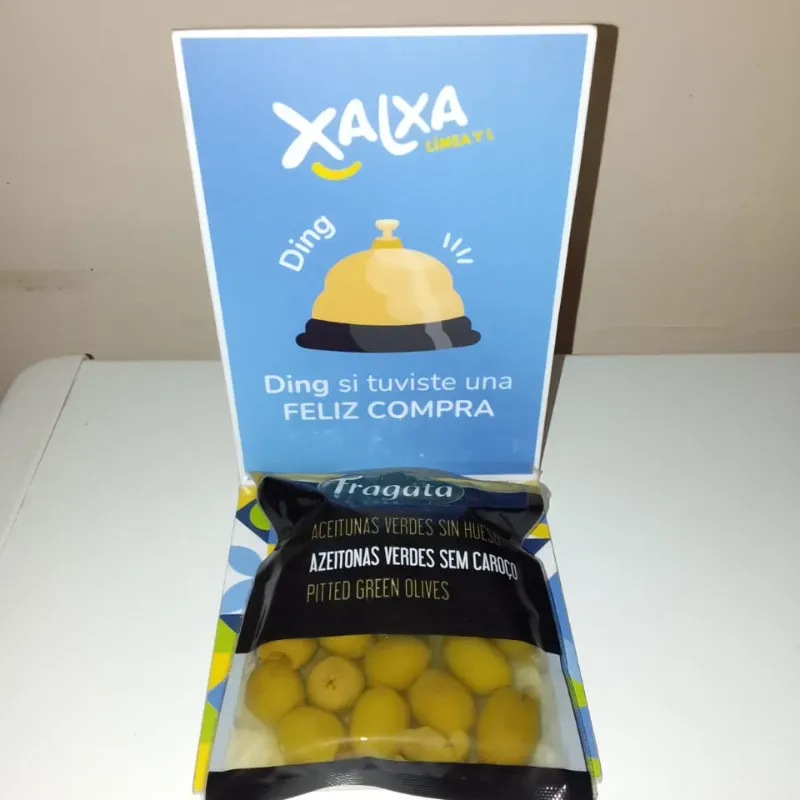 XALXA
LÍNEA Y L
Ding
Ding si tuviste una
FELIZ COMPRA
Fragata
ACEITUNAS VERDES SIN HUESO
AZEITONAS VERDES SEM CAROÇO
PITTED GREEN OLIVES